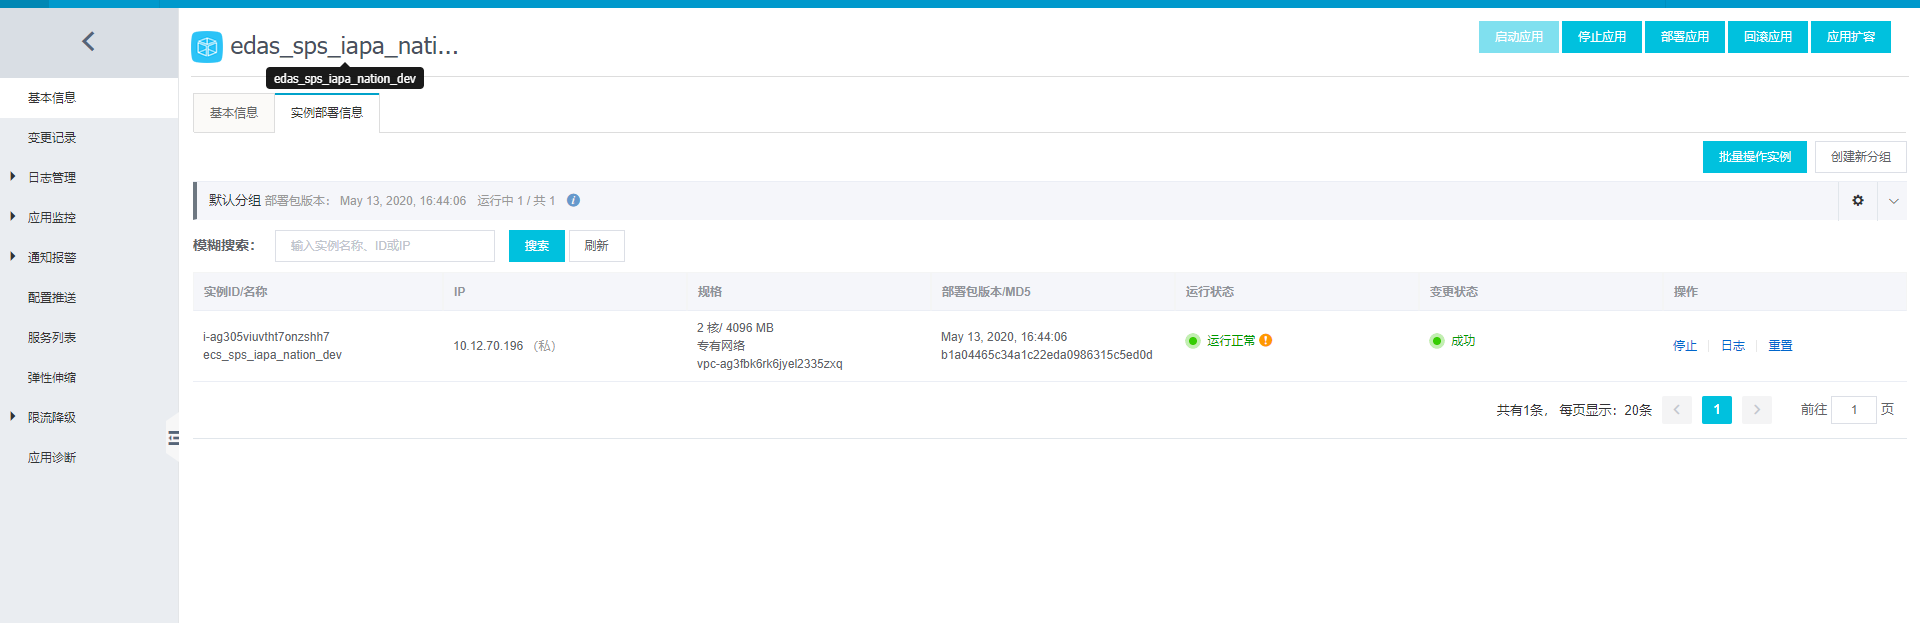 edas_sps_iapa_nati...
启动应用 停止应用 部署应用 回滚应用 应用扩容
edas_sps_iapa_nation_dev
基本信息
变更记录
日志管理
应用监控
通知报警
配置推送
服务列表
弹性伸缩
限流降级
应用诊断
基本信息 实例部署信息
批量操作实例 创建新分组
默认分组 部署包版本： May 13, 2020, 16:44:06 运行中 1 / 共 1
模糊搜索： 输入实例名称、ID或IP 搜索 刷新
实例ID/名称 IP 规格 部署包版本/MD5 运行状态 变更状态 操作
i-ag305viuvtht7onzshh7
ecs_sps_iapa_nation_dev
10.12.70.196 （私）
2 核/ 4096 MB
专有网络
vpc-ag3fbk6rk6jyel2335zxq
May 13, 2020, 16:44:06
b1a04465c34a1c22eda0986315c5ed0d
运行正常
成功
停止 日志 重置
共有1条， 每页显示：20条 1 前往 1 页